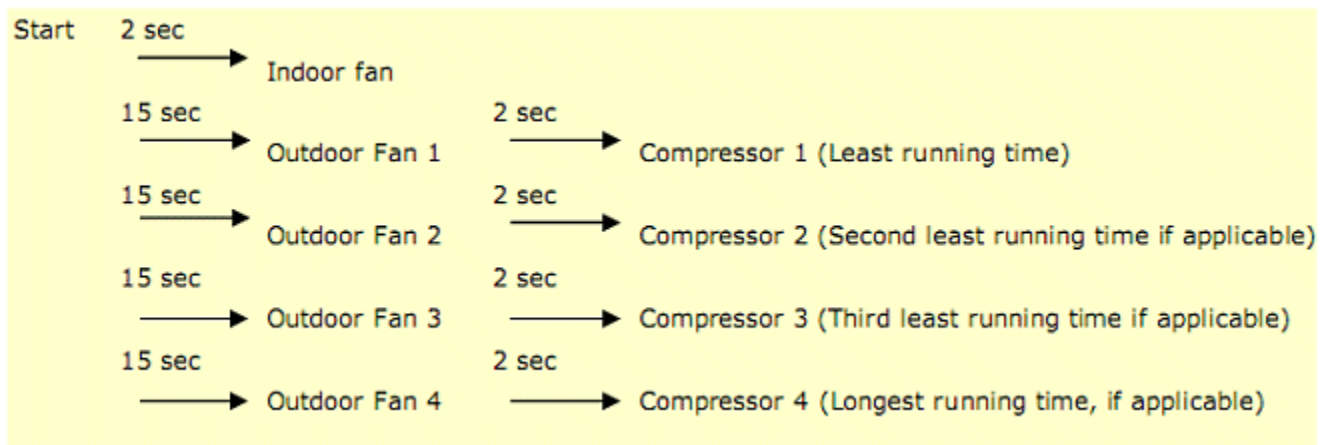 Start 2 sec
Indoor fan
15 sec 2 sec
Outdoor Fan 1 Compressor 1 (Least running time)
15 sec 2 sec
Outdoor Fan 2 Compressor 2 (Second least running time if applicable)
15 sec 2 sec
Outdoor Fan 3 Compressor 3 (Third least running time if applicable)
15 sec 2 sec
Outdoor Fan 4 Compressor 4 (Longest running time, if applicable)